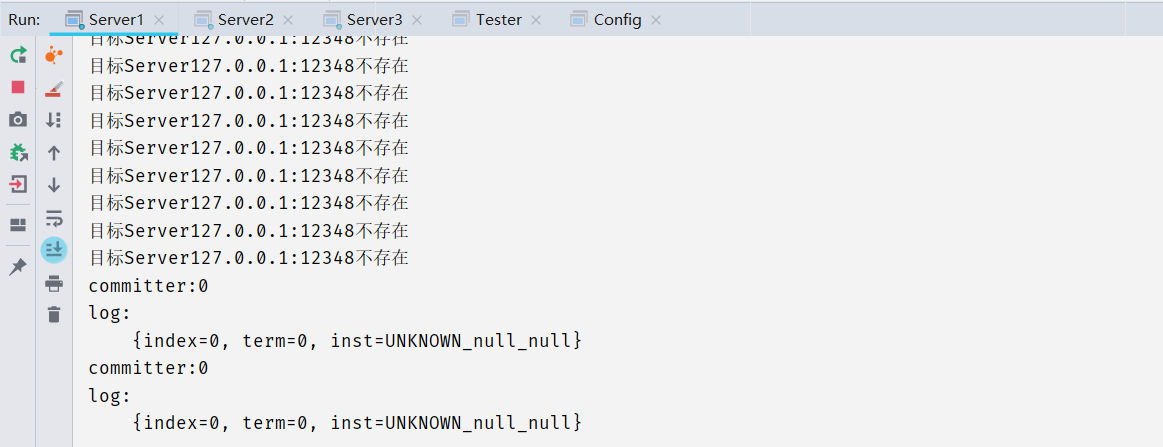 Run: Server1 Server2 Server3 Tester Config
目标Server127.0.0.1:12348不存在
目标Server127.0.0.1:12348不存在
目标Server127.0.0.1:12348不存在
目标Server127.0.0.1:12348不存在
目标Server127.0.0.1:12348不存在
目标Server127.0.0.1:12348不存在
目标Server127.0.0.1:12348不存在
目标Server127.0.0.1:12348不存在
目标Server127.0.0.1:12348不存在
committer:0
log:
    {index=0, term=0, inst=UNKNOWN_null_null}
committer:0
log:
    {index=0, term=0, inst=UNKNOWN_null_null}